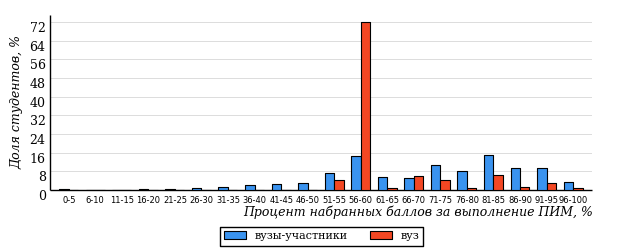 Доля студентов, %
72
64
56
48
40
32
24
16
8
0
0-5 6-10 11-15 16-20 21-25 26-30 31-35 36-40 41-45 46-50 51-55 56-60 61-65 66-70 71-75 76-80 81-85 86-90 91-95 96-100
Процент набранных баллов за выполнение ПИМ, %
вузы-участники вуз